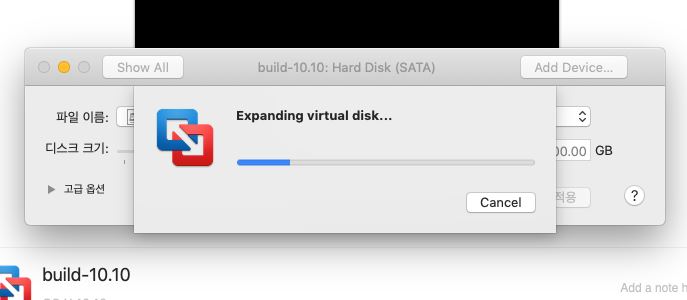 Show All
build-10.10: Hard Disk (SATA)
Add Device...
Expanding virtual disk...
파일 이름:
디스크 크기:
00.00 GB
고급 옵션
적용
?
Cancel
build-10.10
Add a note h